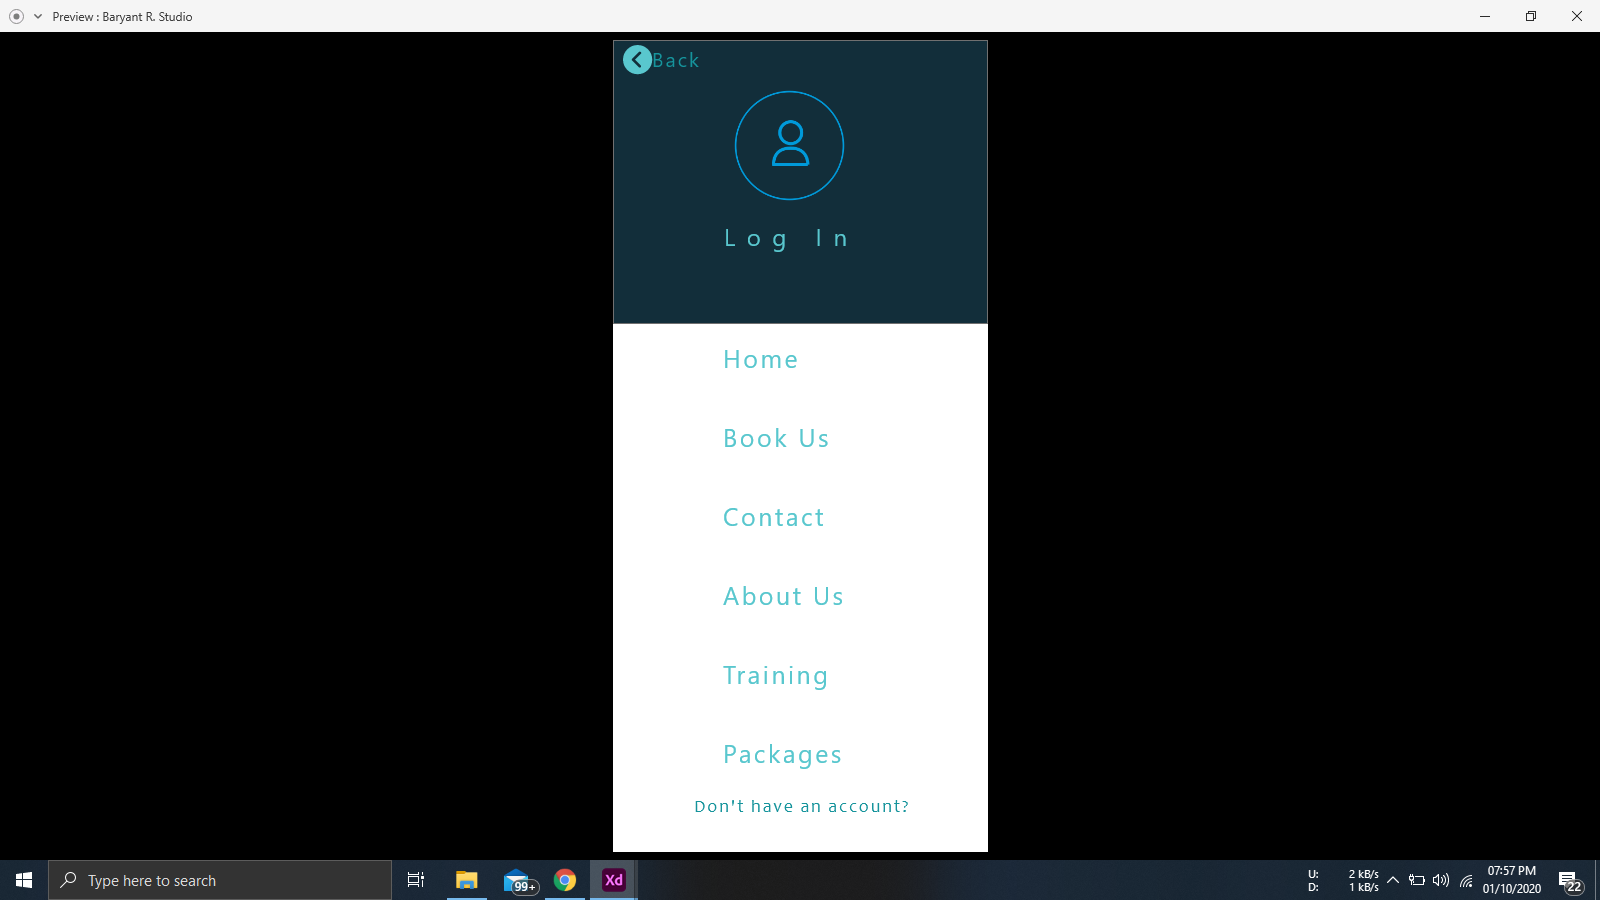 Preview : Baryant R. Studio
Back
Log In
Home
Book Us
Contact
About Us
Training
Packages
Don't have an account?
Type here to search
99+
Xd
U: 2 kB/s
D: 1 kB/s
07:57 PM
01/10/2020
22